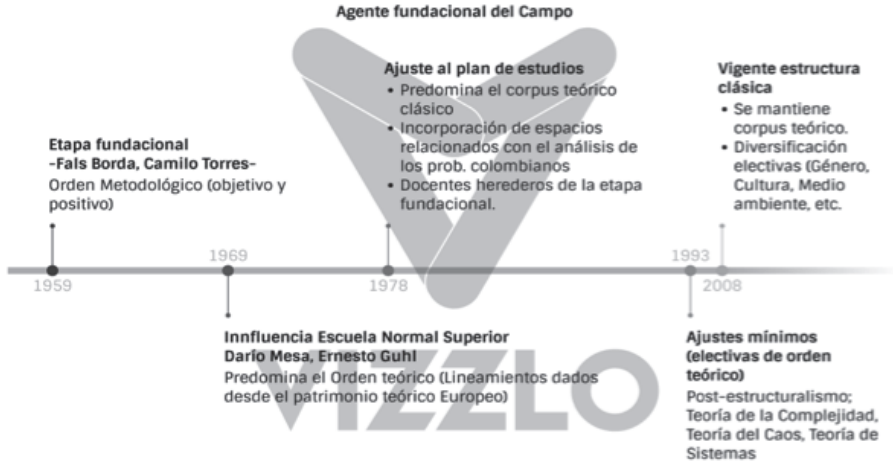 Agente fundacional del Campo
Etapa fundacional
-Fals Borda, Camilo Torres-
Orden Metodológico (objetivo y
positivo)
1959
1969
Innfluencia Escuela Normal Superior
Darío Mesa, Ernesto Guhl
Predomina el Orden teórico (Lineamientos dados
desde el patrimonio teórico Europeo)
Ajuste al plan de estudios
• Predomina el corpus teórico
clásico
• Incorporación de espacios
relacionados con el análisis de
los prob. colombianos
• Docentes herederos de la etapa
fundacional.
1978
1993
Ajustes mínimos
(electivas de orden
teórico)
Post-estructuralismo;
Teoría de la Complejidad,
Teoría del Caos, Teoría de
Sistemas
Vigente estructura
clásica
• Se mantiene
corpus teórico.
• Diversificación
electivas (Género,
Cultura, Medio
ambiente, etc.
2008
VIZZLO